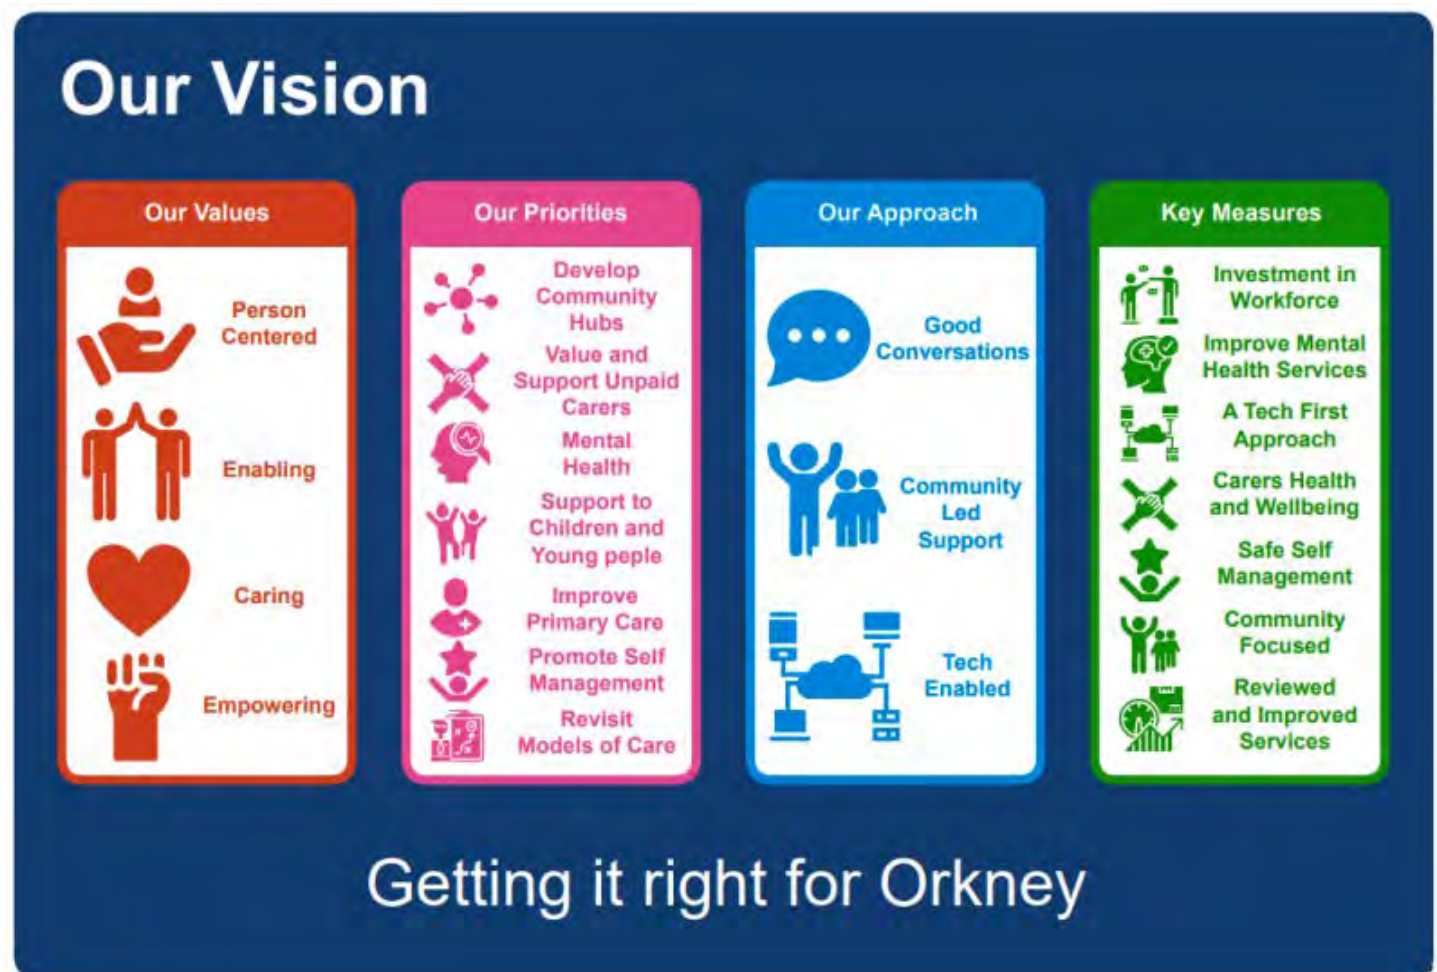 Our Vision
Our Values
Person
Centered
Enabling
Caring
Empowering
Our Priorities
Develop
Community
Hubs
Value and
Support Unpaid
Carers
Mental
Health
Support to
Children and
Young peple
Improve
Primary Care
Promote Self
Management
Revisit
Models of Care
Our Approach
Good
Conversations
Community
Led
Support
Tech
Enabled
Key Measures
Investment in
Workforce
Improve Mental
Health Services
A Tech First
Approach
Carers Health
and Wellbeing
Safe Self
Management
Community
Focused
Reviewed
and Improved
Services
Getting it right for Orkney